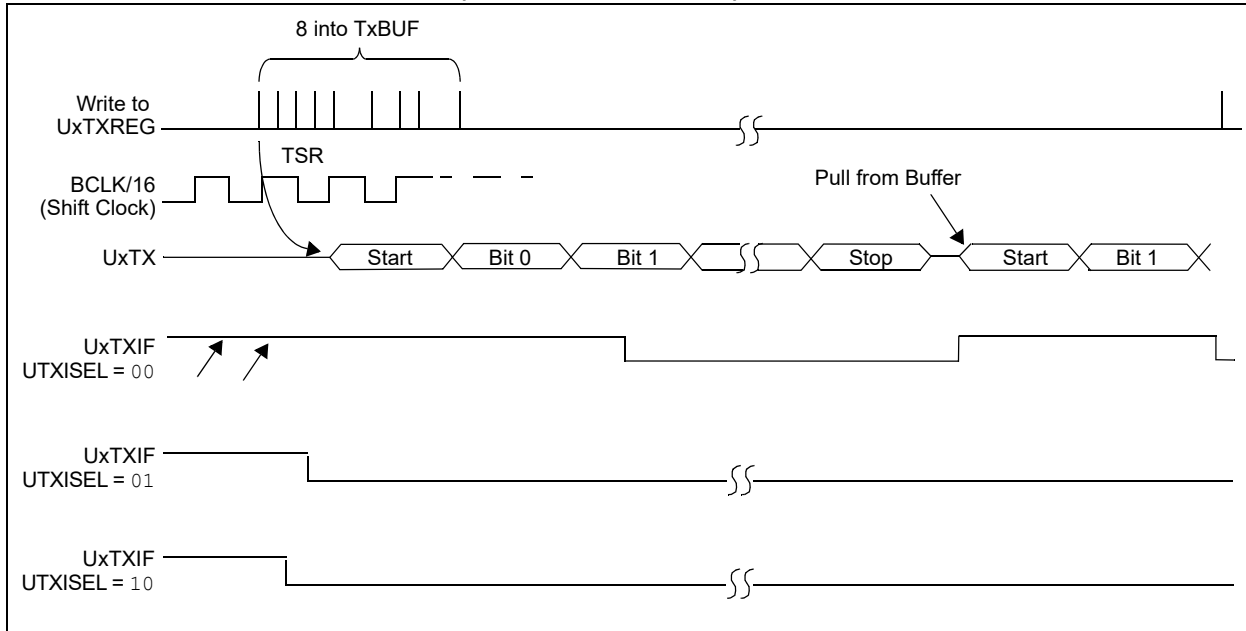 8 into TxBUF
Write to
UxTXREG
TSR
BCLK/16
(Shift Clock)
Pull from Buffer
UxTX
Start
Bit 0
Bit 1
Stop
Start
Bit 1
UxTXIF
UTXISEL = 00
UxTXIF
UTXISEL = 01
UxTXIF
UTXISEL = 10